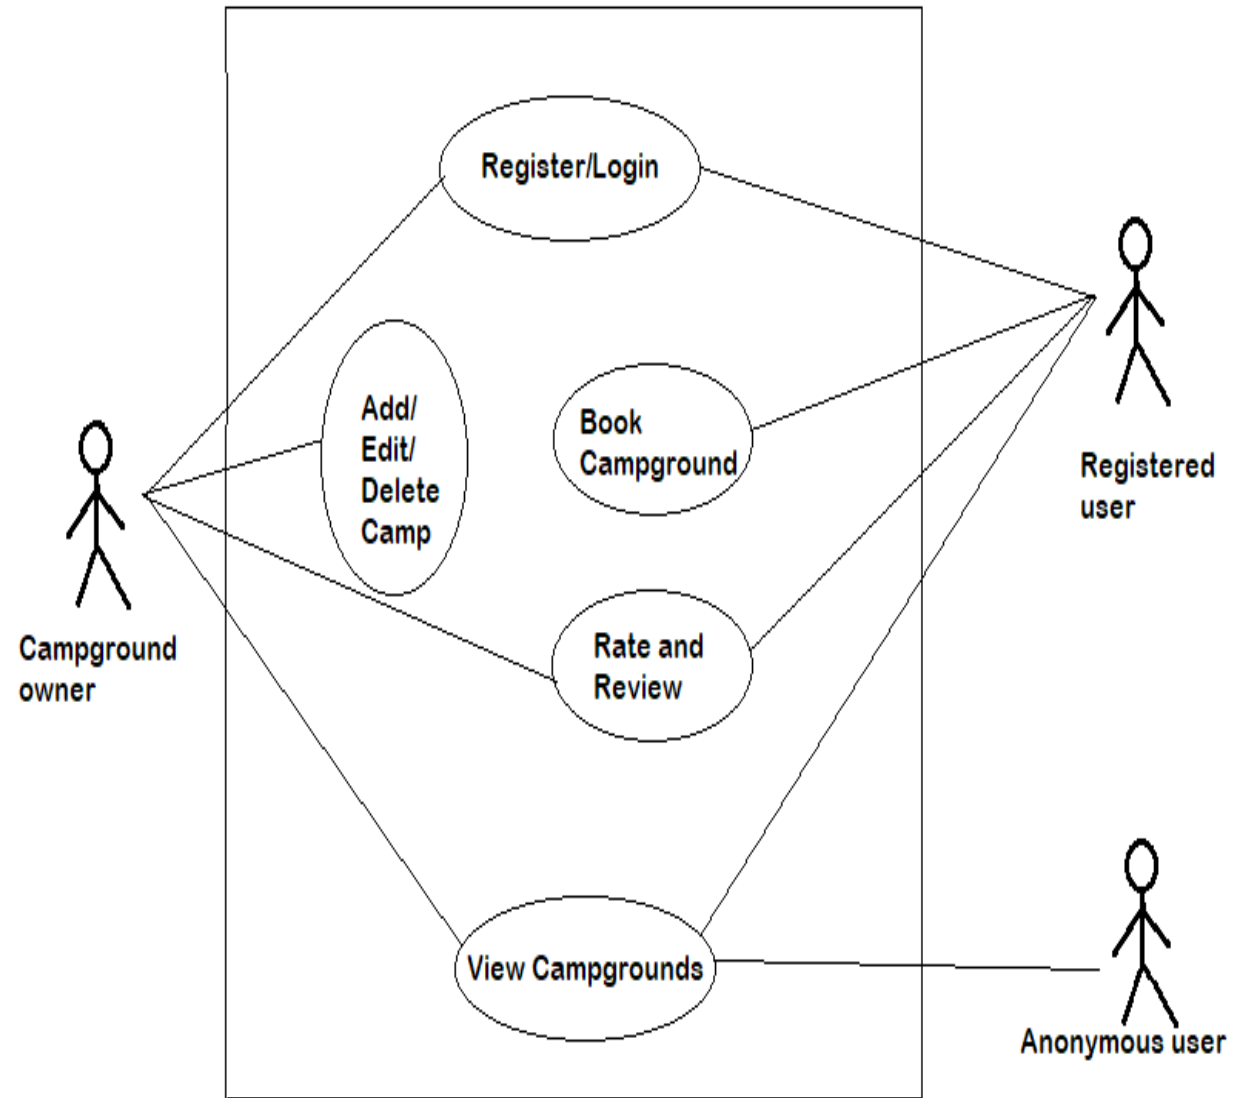 Register/Login
Add/
Edit/
Delete
Camp
Book
Campground
Registered
user
Campground
owner
Rate and
Review
View Campgrounds
Anonymous user